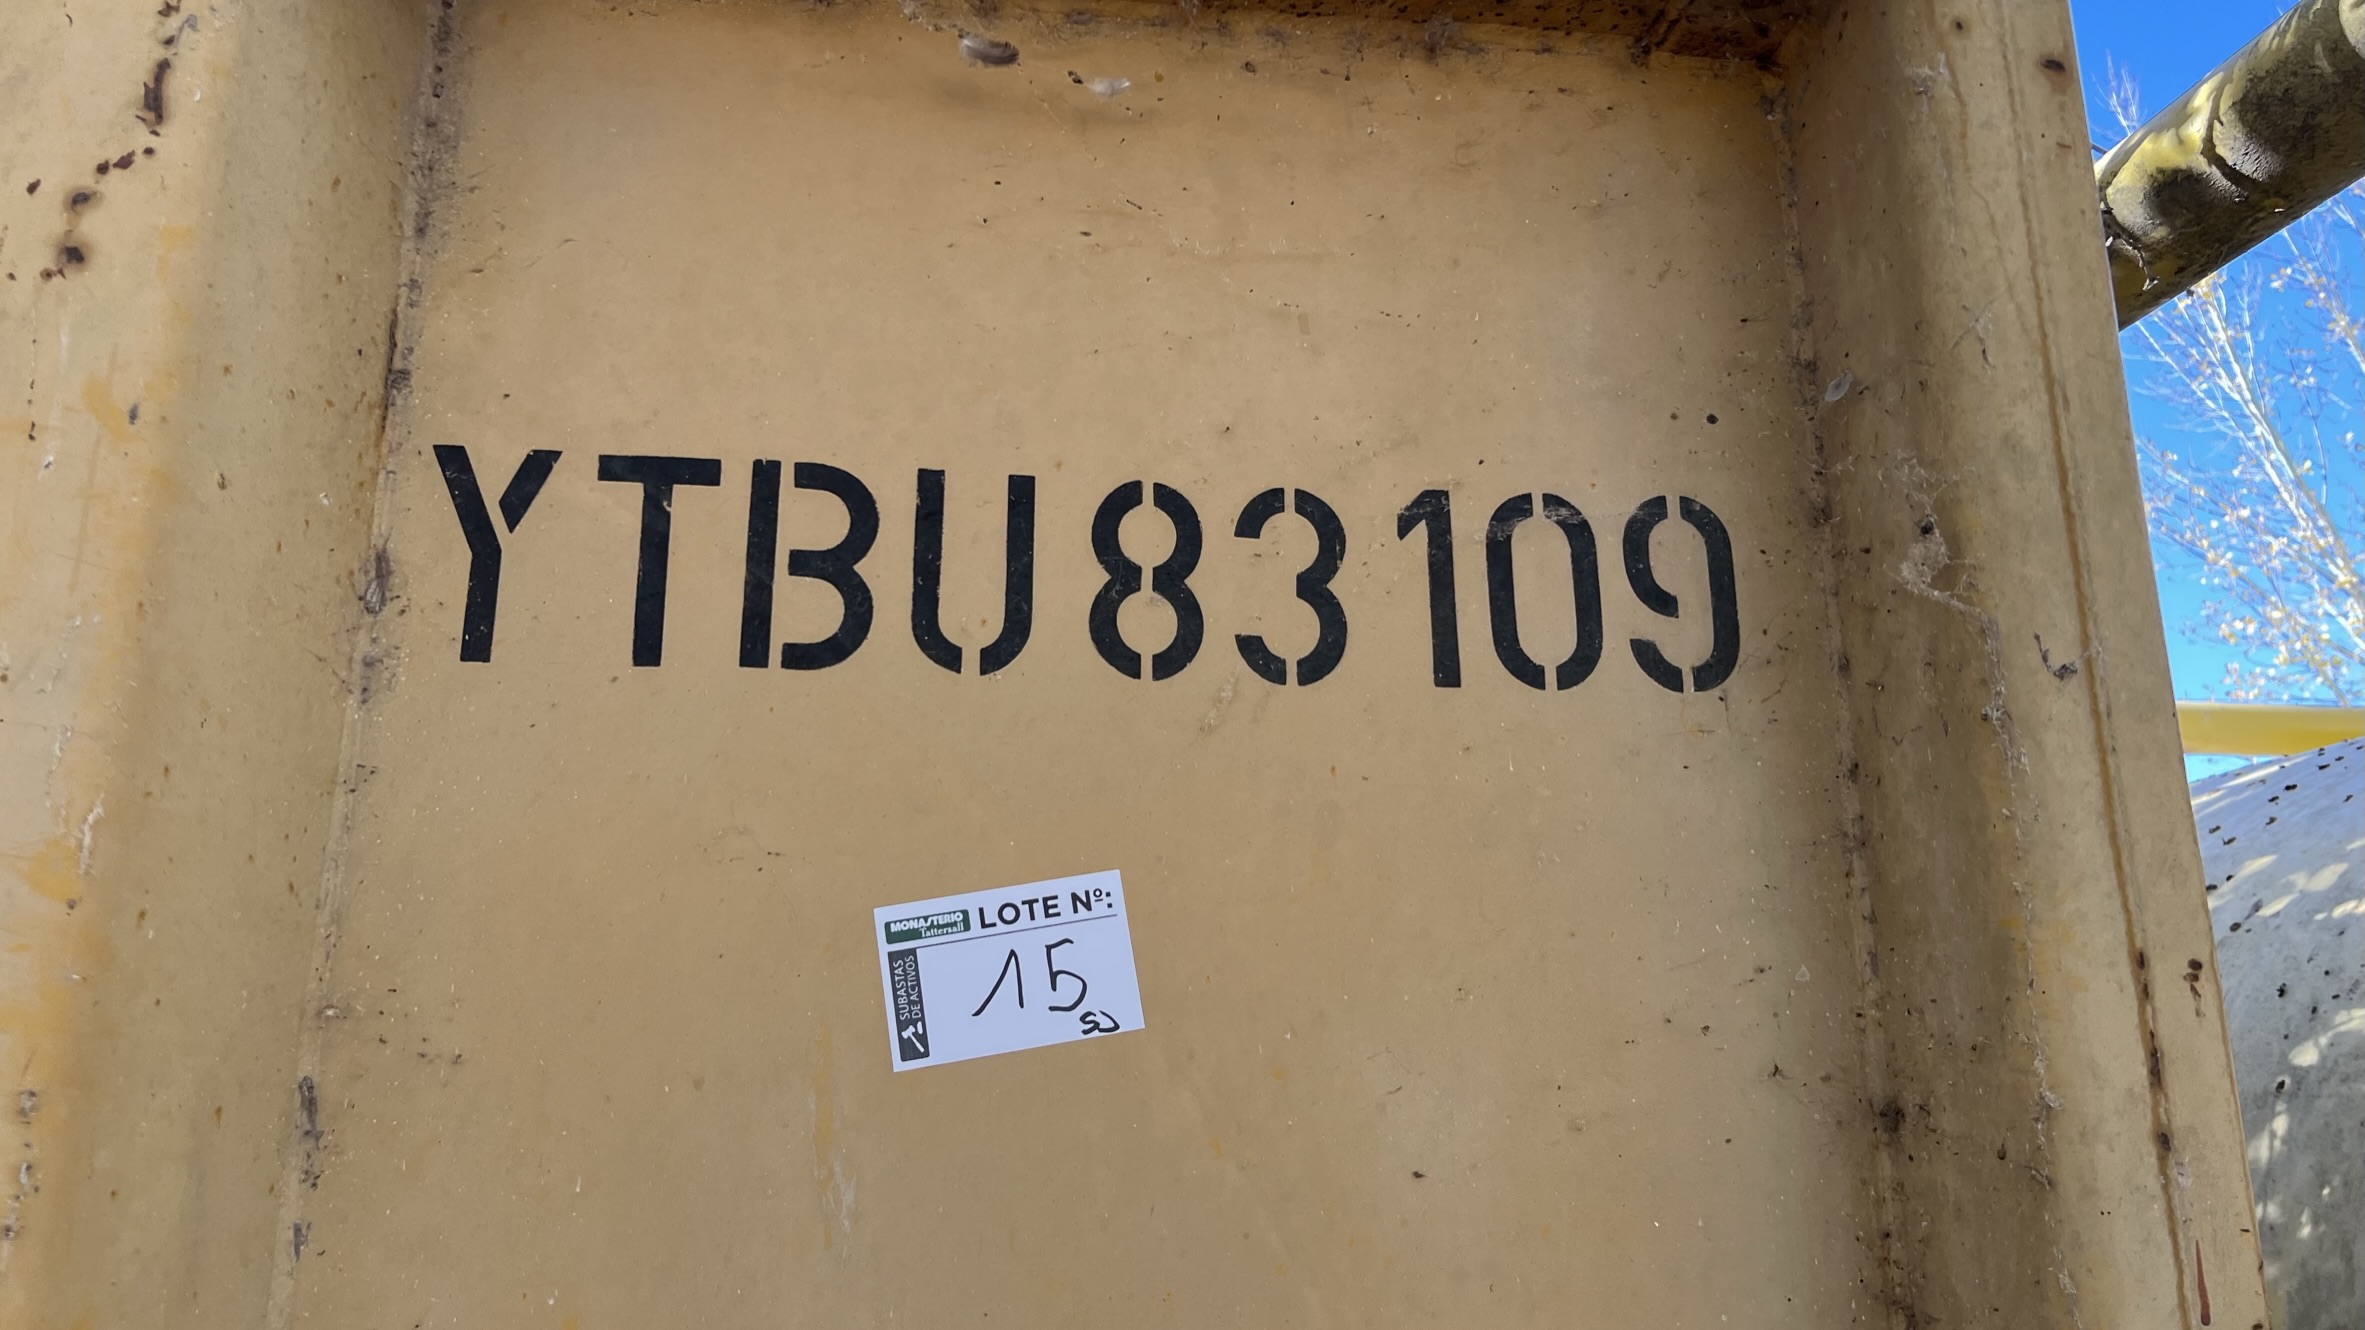 YTBU83109
MONASTERIO
Tattersall
LOTE Nº:
SUBASTAS
DE ACTIVOS
15